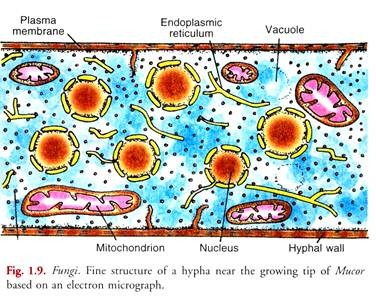 Plasma
membrane
Endoplasmic
reticulum
Vacuole
Mitochondrion
Nucleus
Hyphal wall
Fig. 1.9. Fungi. Fine structure of a hypha near the growing tip of Mucor
based on an electron micrograph.